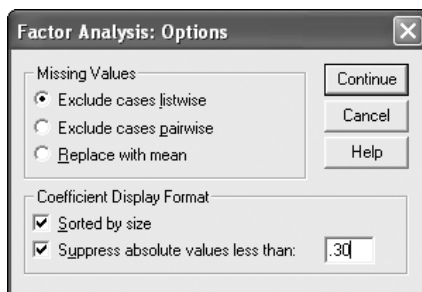 Factor Analysis: Options
Missing Values
Exclude cases listwise
Exclude cases pairwise
Replace with mean
Continue
Cancel
Help
Coefficient Display Format
Sorted by size
Suppress absolute values less than: .30